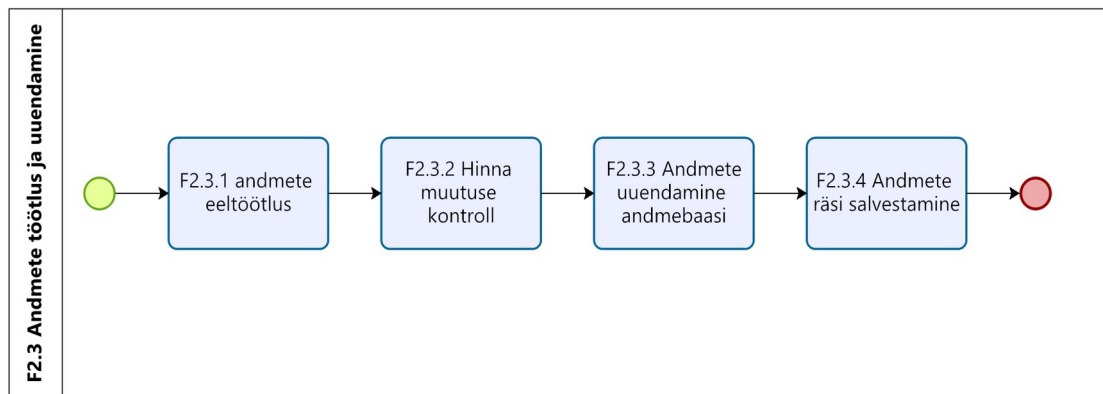 F2.3 Andmete töötlus ja uuendamine
F2.3.1 andmete
eeltöötlus
F2.3.2 Hinna
muutuse
kontroll
F2.3.3 Andmete
uuendamine
andmebaasi
F2.3.4 Andmete
räsi salvestamine